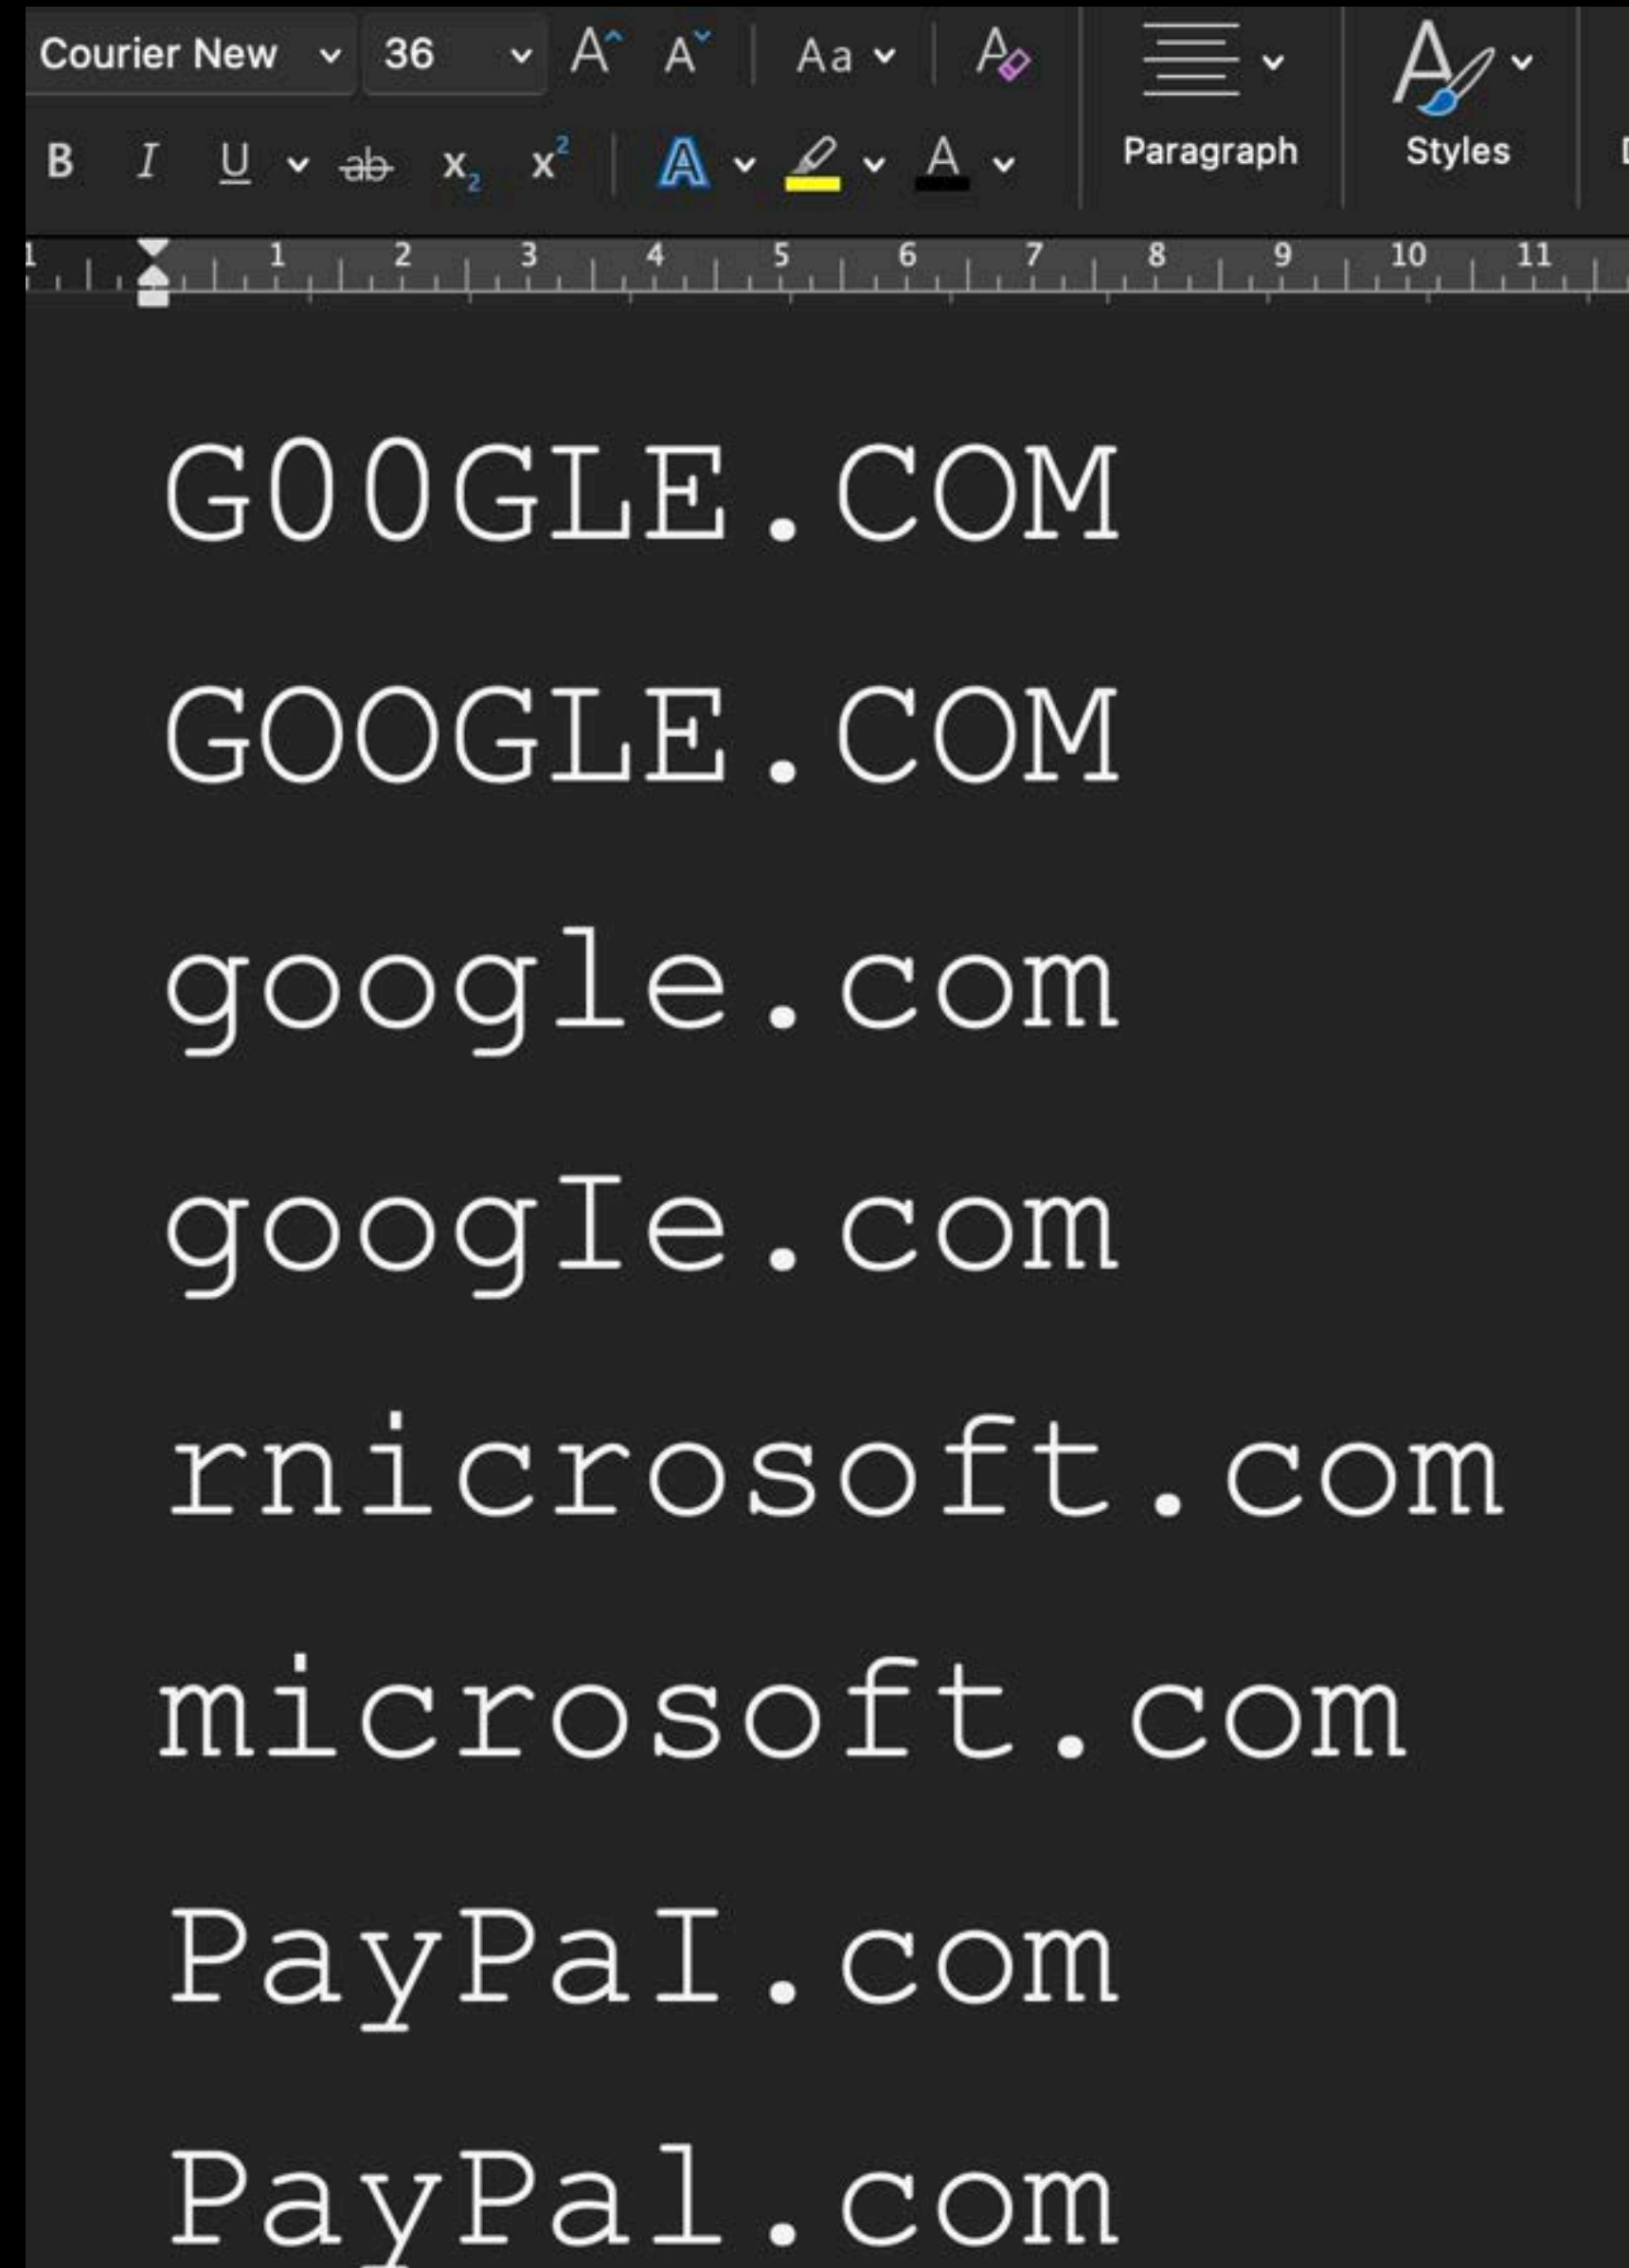 Courier New 36 A A Aa A
B I U ab x2 x2 A A Paragraph Styles
1 1 2 3 4 5 6 7 8 9 10 11
G00GLE.COM
GOOGLE.COM
google.com
googIe.com
rnicrosoft.com
microsoft.com
PayPaI.com
PayPal.com